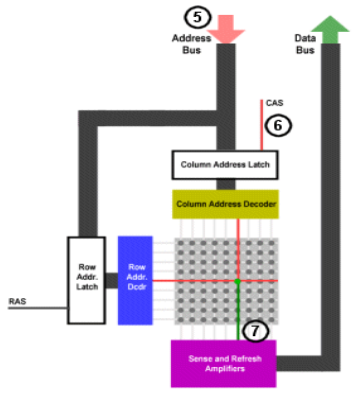 5
Address
Bus
Data
Bus
CAS
6
Column Address Latch
Column Address Decoder
Row
Addr.
Latch
Row
Addr.
Dcdr
RAS
7
Sense and Refresh
Amplifiers